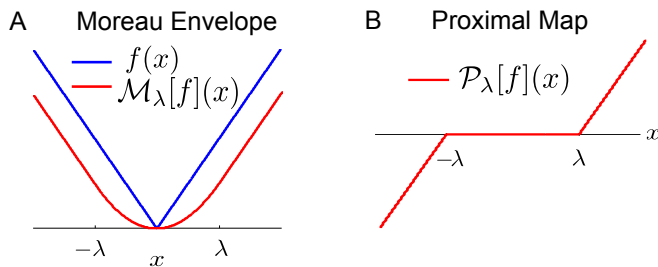 A Moreau Envelope
f(x)
ℳ_λ[f](x)
−λ λ
x
B Proximal Map
𝒫_λ[f](x)
x
−λ λ